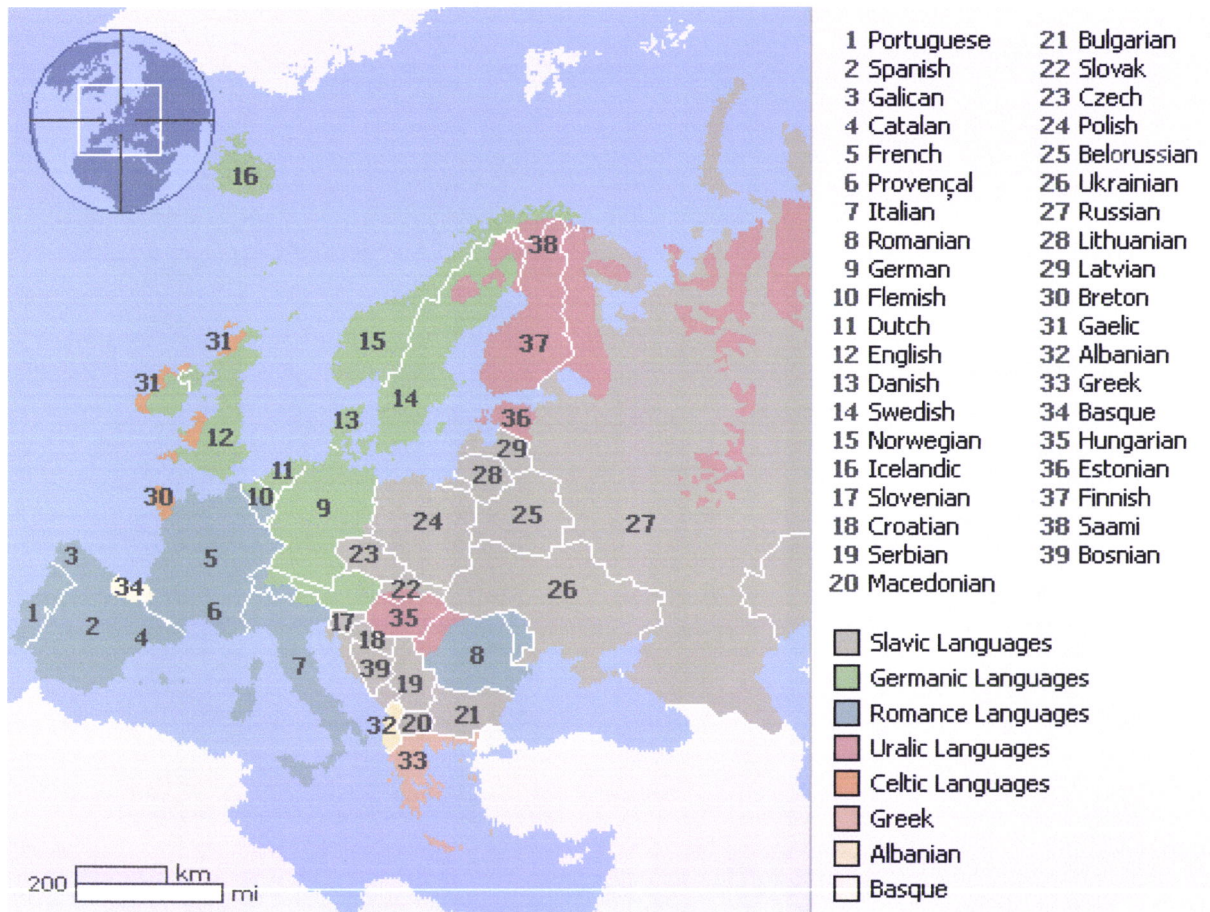 1 Portuguese
2 Spanish
3 Galican
4 Catalan
5 French
6 Provençal
7 Italian
8 Romanian
9 German
10 Flemish
11 Dutch
12 English
13 Danish
14 Swedish
15 Norwegian
16 Icelandic
17 Slovenian
18 Croatian
19 Serbian
20 Macedonian
21 Bulgarian
22 Slovak
23 Czech
24 Polish
25 Belorussian
26 Ukrainian
27 Russian
28 Lithuanian
29 Latvian
30 Breton
31 Gaelic
32 Albanian
33 Greek
34 Basque
35 Hungarian
36 Estonian
37 Finnish
38 Saami
39 Bosnian
Slavic Languages
Germanic Languages
Romance Languages
Uralic Languages
Celtic Languages
Greek
Albanian
Basque
16
38
31
15
37
31
14
13
36
12
29
11
28
30
10
9
24
25
27
5
23
3
34
22
26
1
2
4
6
17
35
18
7
39
8
19
32
20
21
33
200 km
mi